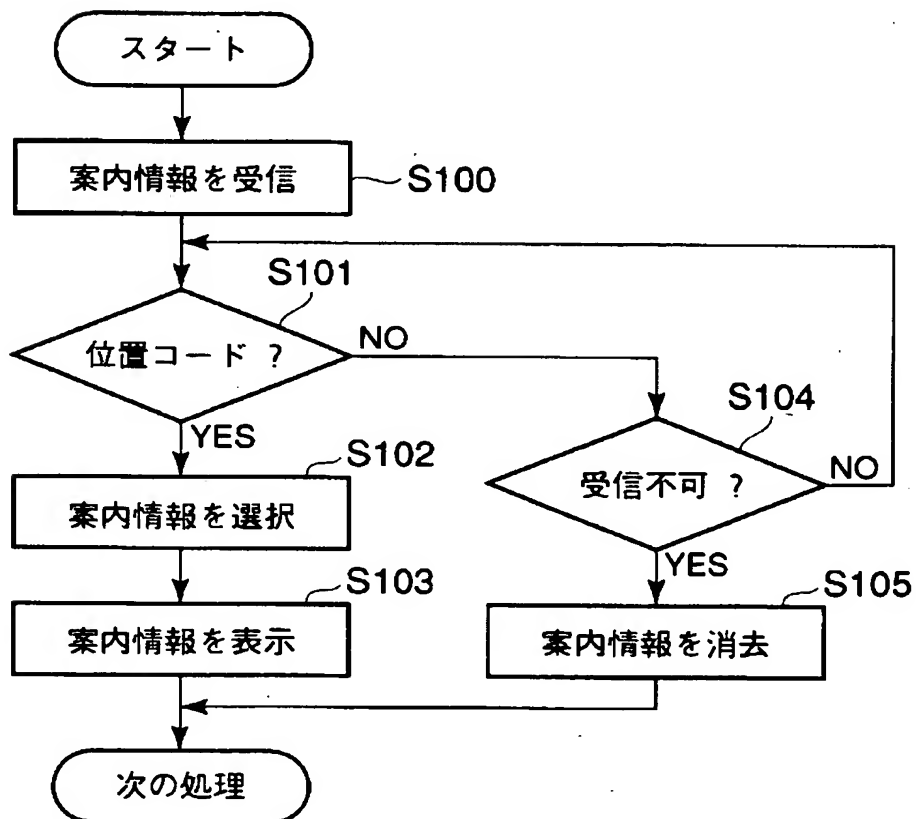 スタート
案内情報を受信
S100
S101
位置コード ?
NO
YES
S102
案内情報を選択
S103
案内情報を表示
S104
受信不可 ?
NO
YES
S105
案内情報を消去
次の処理